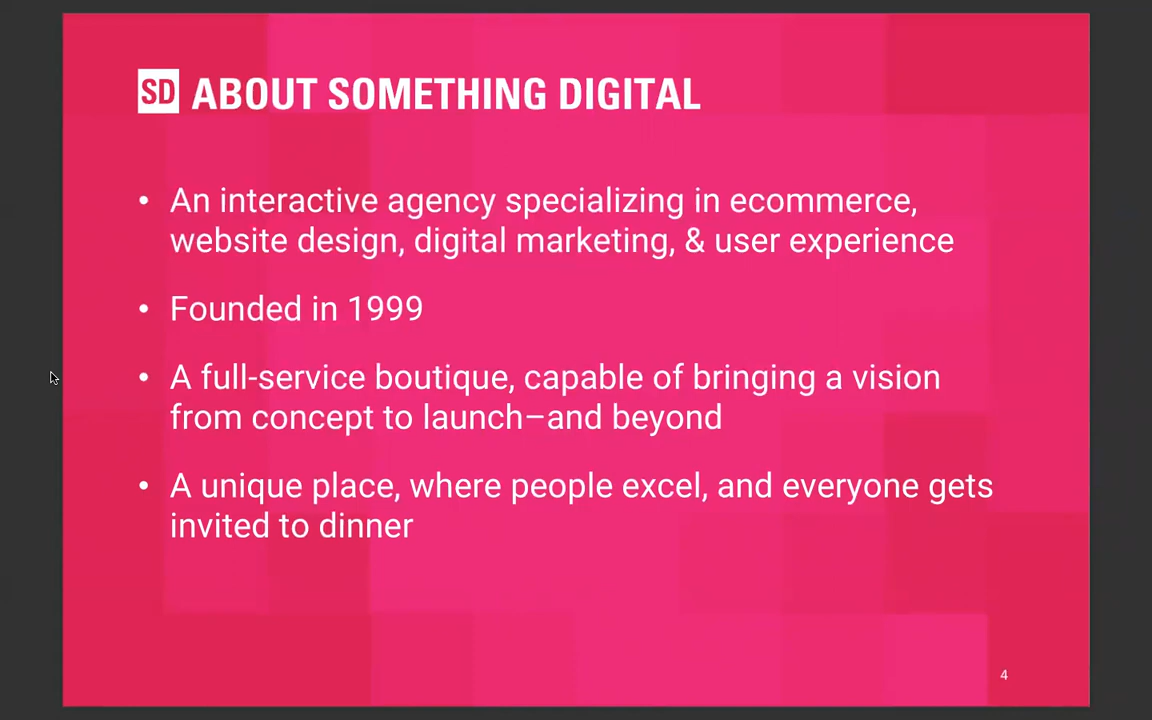 SD ABOUT SOMETHING DIGITAL
• An interactive agency specializing in ecommerce,
website design, digital marketing, & user experience
• Founded in 1999
• A full-service boutique, capable of bringing a vision
from concept to launch–and beyond
• A unique place, where people excel, and everyone gets
invited to dinner
4